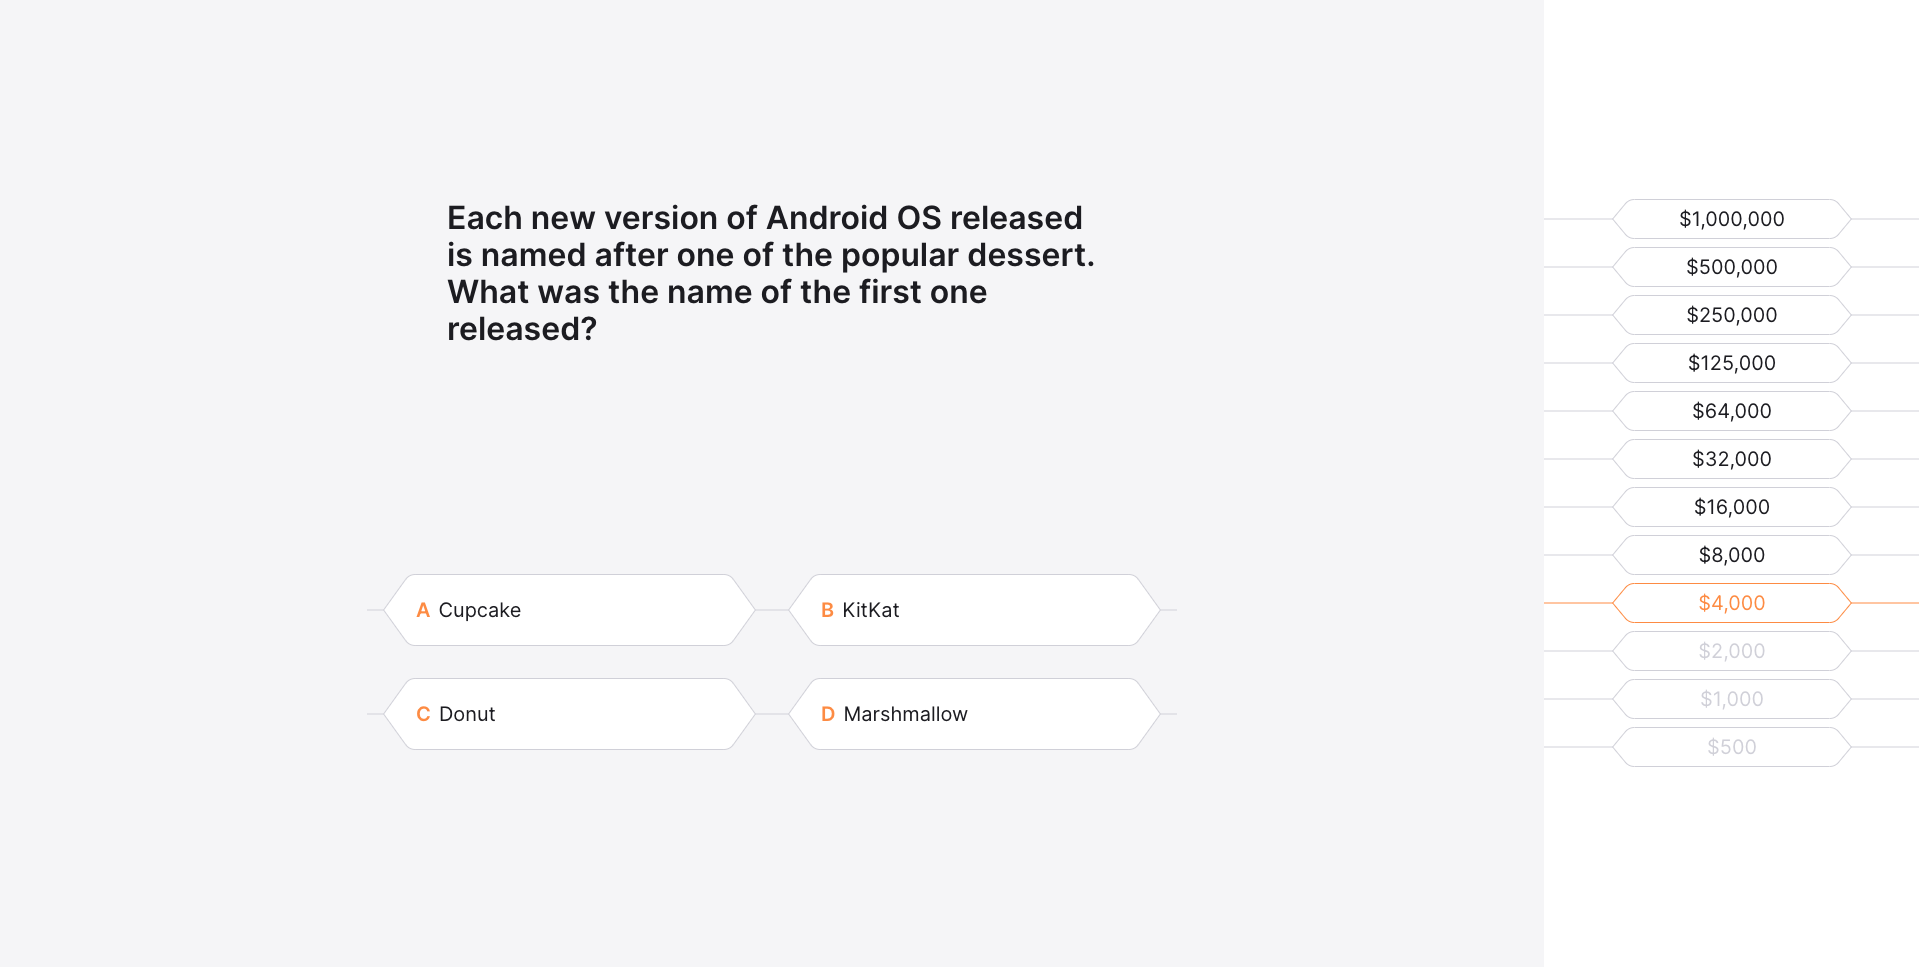 Each new version of Android OS released
is named after one of the popular dessert.
What was the name of the first one
released?
A Cupcake
B KitKat
C Donut
D Marshmallow
$1,000,000
$500,000
$250,000
$125,000
$64,000
$32,000
$16,000
$8,000
$4,000
$2,000
$1,000
$500